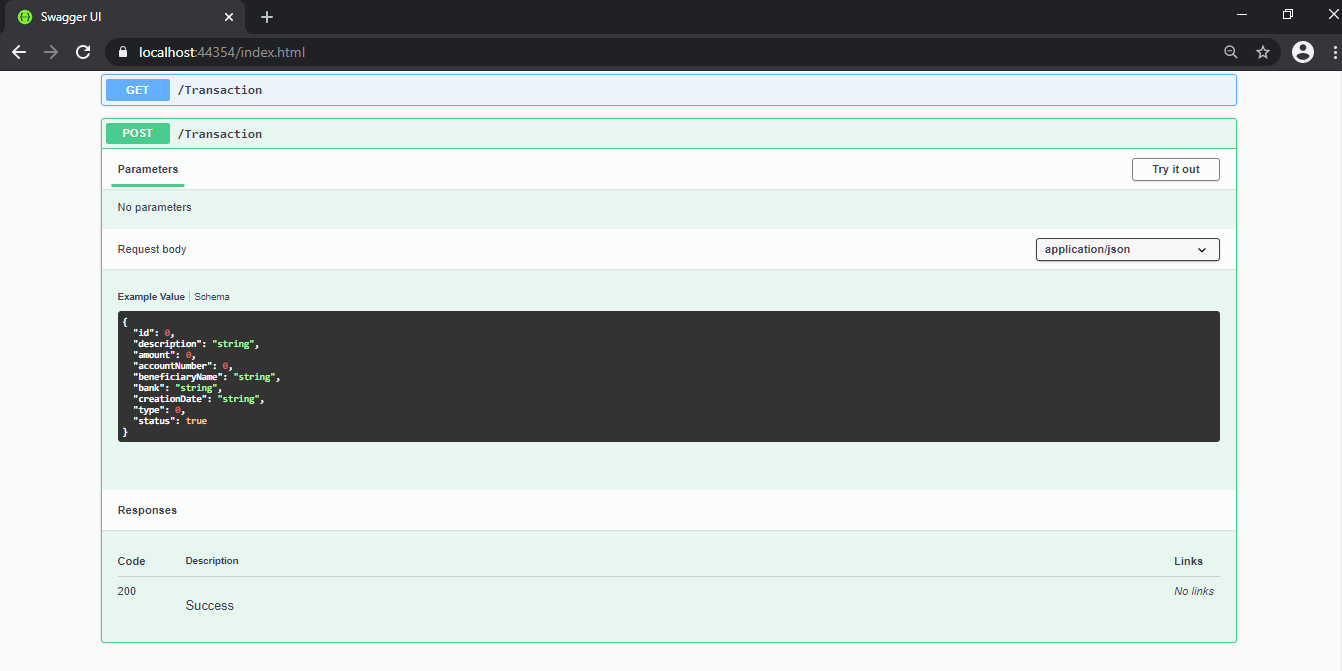 Swagger UI
localhost:44354/index.html
GET /Transaction
POST /Transaction
Parameters
Try it out
No parameters
Request body
application/json
Example Value | Schema
{
"id": 0,
"description": "string",
"amount": 0,
"accountNumber": 0,
"beneficiaryName": "string",
"bank": "string",
"creationDate": "string",
"type": 0,
"status": true
}
Responses
Code Description Links
200 Success No links